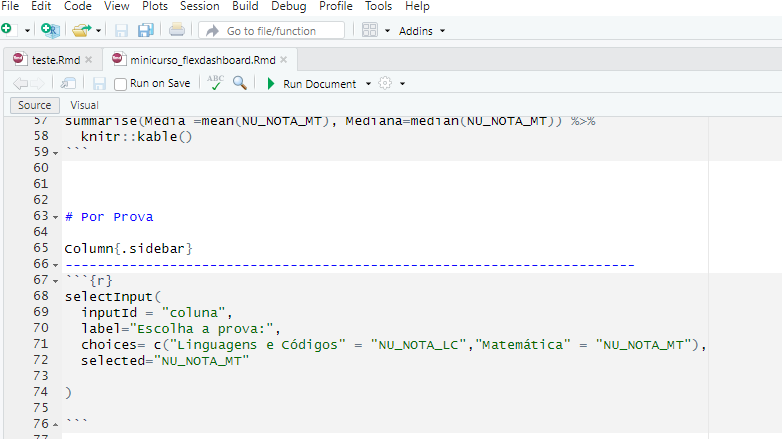 File Edit Code View Plots Session Build Debug Profile Tools Help
Go to file/function Addins
teste.Rmd minicurso_flexdashboard.Rmd
Run on Save ABC Run Document
Source Visual
57 summarise(Media =mean(NU_NOTA_MT), Mediana=median(NU_NOTA_MT)) %>%
58 knitr::kable()
59 ```
60
61
62
63 # Por Prova
64
65 Column{.sidebar}
66 -----------------------------------------------------------------------
67 ```{r}
68 selectInput(
69 inputId = "coluna",
70 label="Escolha a prova:",
71 choices= c("Linguagens e Códigos" = "NU_NOTA_LC","Matemática" = "NU_NOTA_MT"),
72 selected="NU_NOTA_MT"
73
74 )
75
76 ```
77